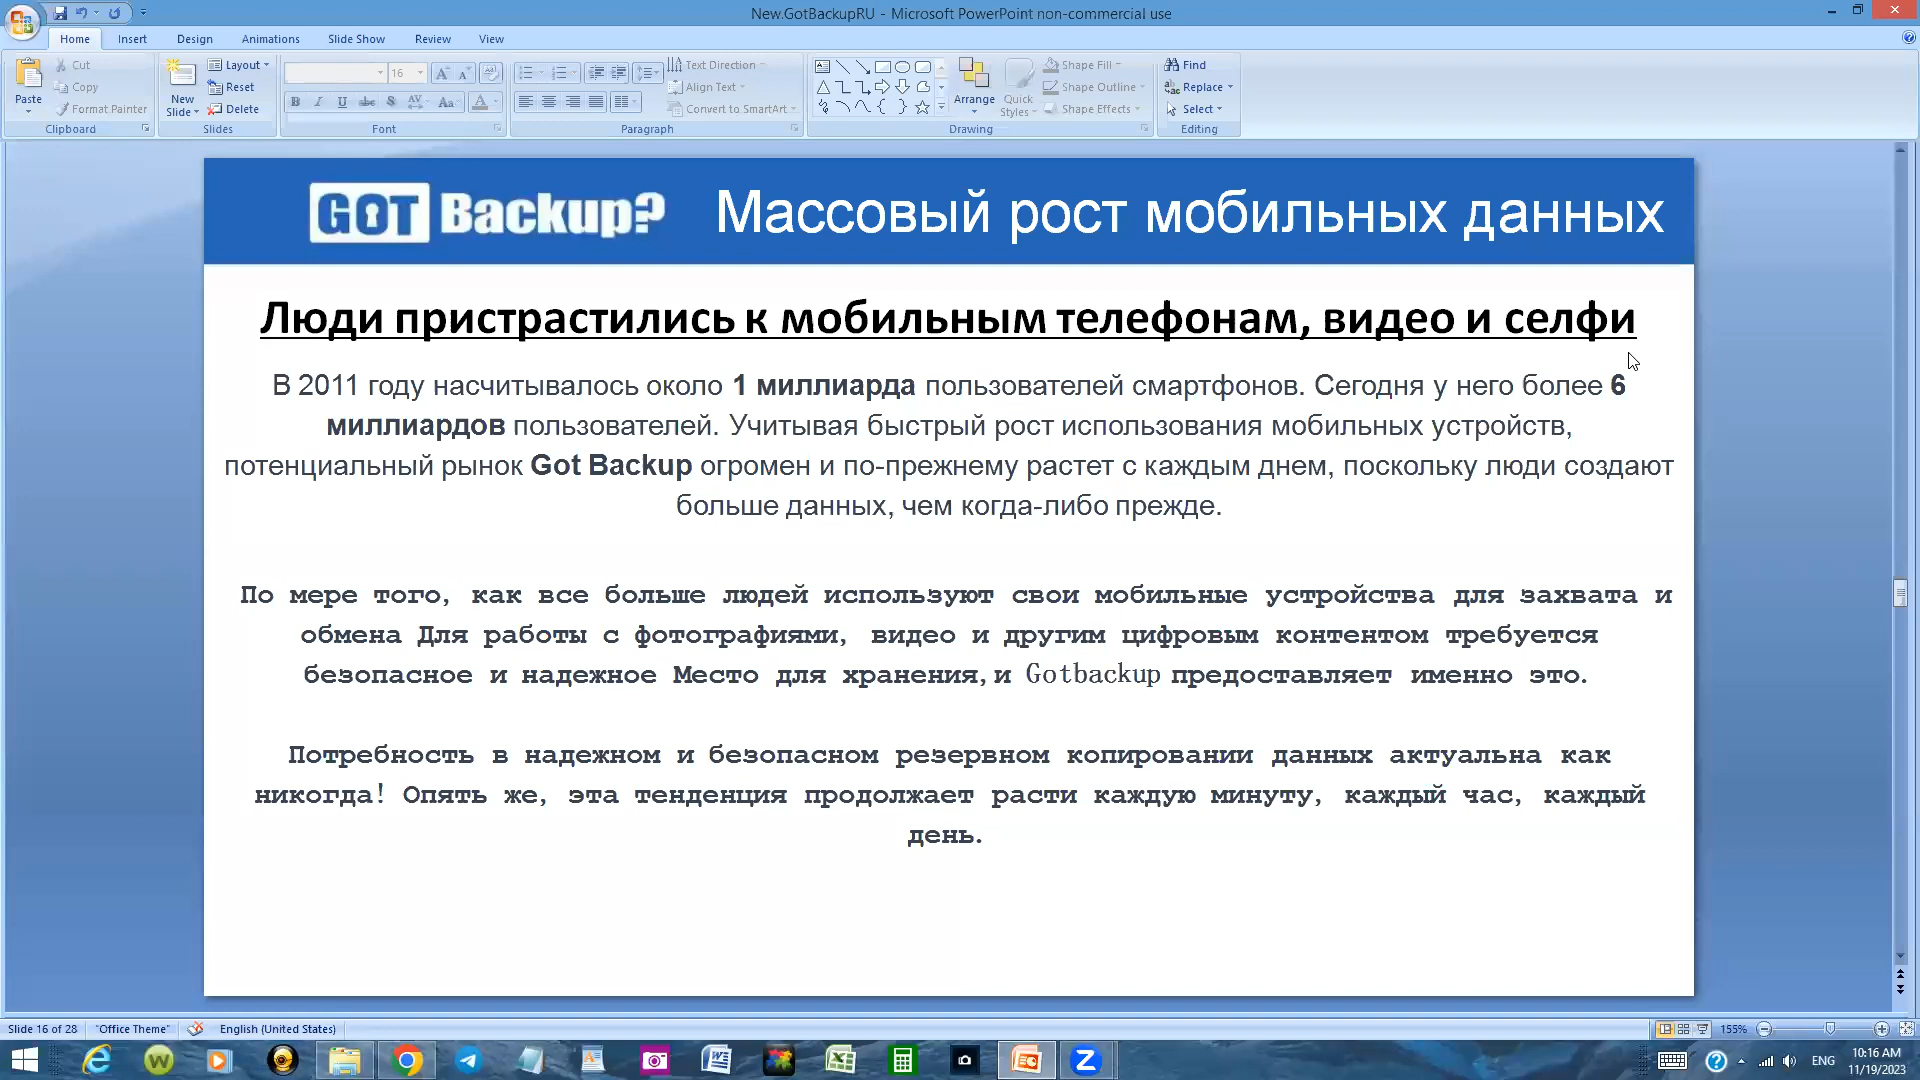 New.GotBackupRU - Microsoft PowerPoint non-commercial use
Home Insert Design Animations Slide Show Review View
Paste Cut Copy Format Painter Clipboard
New Slide Layout Reset Delete Slides
16 Font
Text Direction Align Text Convert to SmartArt Paragraph
Arrange Quick Styles Shape Fill Shape Outline Shape Effects Drawing
Find Replace Select Editing
GOT Backup? Массовый рост мобильных данных
Люди пристрастились к мобильным телефонам, видео и селфи
В 2011 году насчитывалось около 1 миллиарда пользователей смартфонов. Сегодня у него более 6
миллиардов пользователей. Учитывая быстрый рост использования мобильных устройств,
потенциальный рынок Got Backup огромен и по-прежнему растет с каждым днем, поскольку люди создают
больше данных, чем когда-либо прежде.
По мере того, как все больше людей используют свои мобильные устройства для захвата и
обмена Для работы с фотографиями, видео и другим цифровым контентом требуется
безопасное и надежное Место для хранения, и Gotbackup предоставляет именно это.
Потребность в надежном и безопасном резервном копировании данных актуальна как
никогда! Опять же, эта тенденция продолжает расти каждую минуту, каждый час, каждый
день.
Slide 16 of 28 "Office Theme" English (United States) 155%
ENG 10:16 AM
11/19/2023